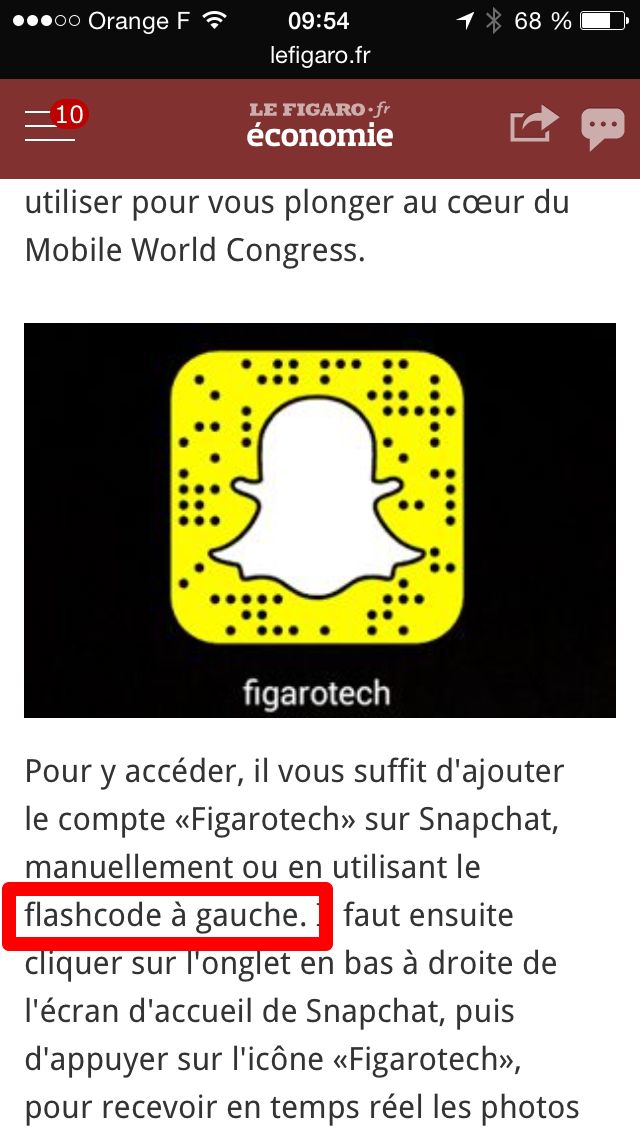 Orange F 09:54 68 %
lefigaro.fr
10
LE FIGARO·fr
économie
utiliser pour vous plonger au cœur du
Mobile World Congress.
figarotech
Pour y accéder, il vous suffit d'ajouter
le compte «Figarotech» sur Snapchat,
manuellement ou en utilisant le
flashcode à gauche. faut ensuite
cliquer sur l'onglet en bas à droite de
l'écran d'accueil de Snapchat, puis
d'appuyer sur l'icône «Figarotech»,
pour recevoir en temps réel les photos